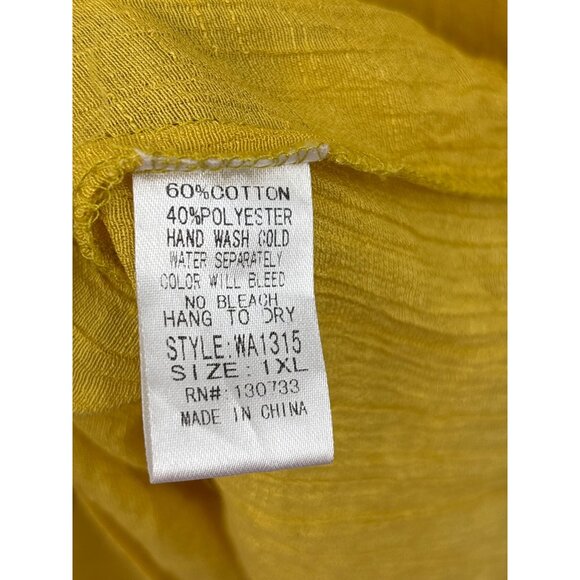 60%COTTON
40%POLYESTER
HAND WASH COLD
WATER SEPARATELY
COLOR WILL BLEED
NO BLEACH
HANG TO DRY
STYLE:WA1315
SIZE:1XL
RN#:130733
MADE IN CHINA